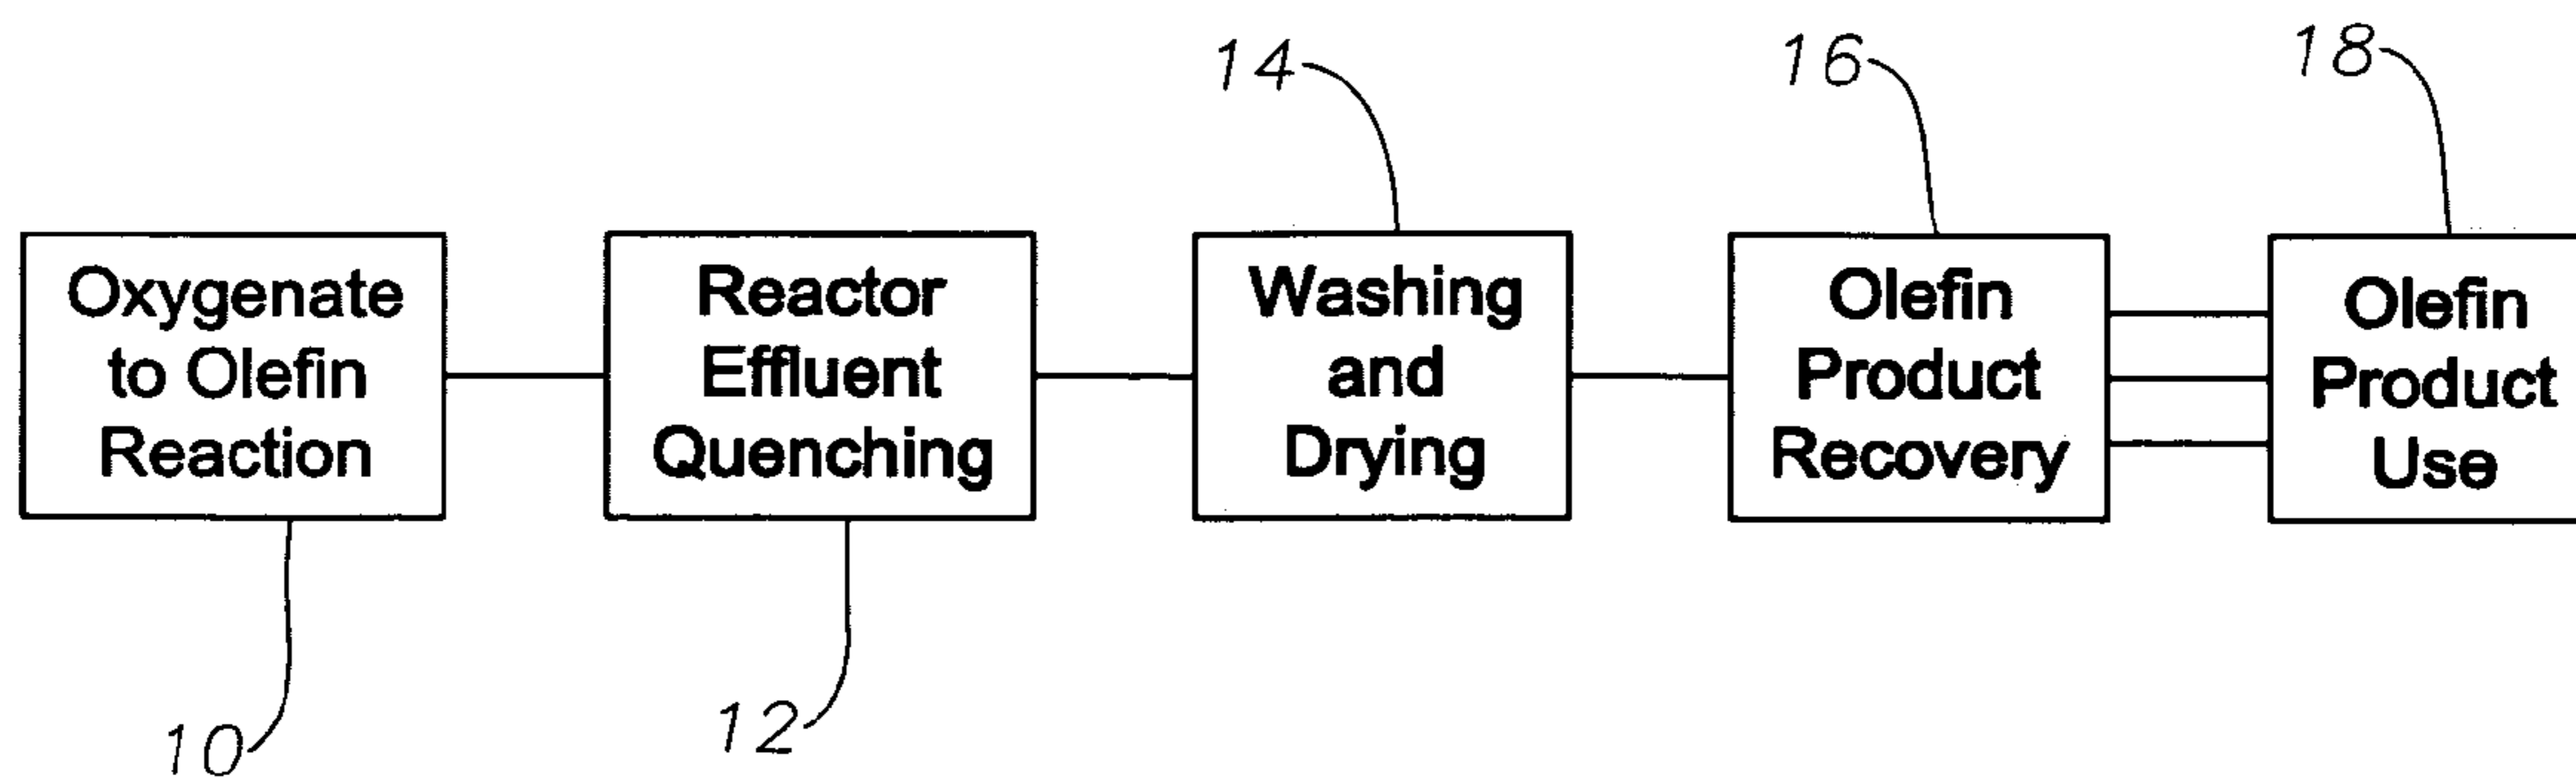 14
16
18
Oxygenate
to Olefin
Reaction
Reactor
Effluent
Quenching
Washing
and
Drying
Olefin
Product
Recovery
Olefin
Product
Use
10
12